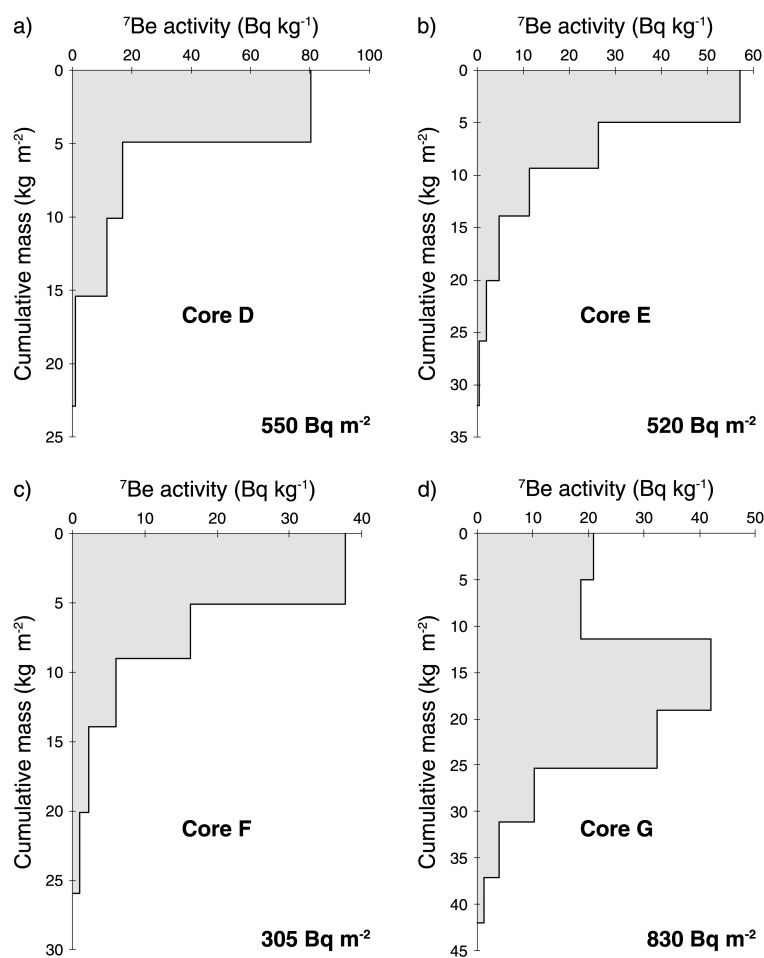 a)
⁷Be activity (Bq kg⁻¹)
0 20 40 60 80 100
Cumulative mass (kg m⁻²)
0
5
10
15
20
25
Core D
550 Bq m⁻²
b)
⁷Be activity (Bq kg⁻¹)
0 10 20 30 40 50 60
Cumulative mass (kg m⁻²)
0
5
10
15
20
25
30
35
Core E
520 Bq m⁻²
c)
⁷Be activity (Bq kg⁻¹)
0 10 20 30 40
Cumulative mass (kg m⁻²)
0
5
10
15
20
25
30
Core F
305 Bq m⁻²
d)
⁷Be activity (Bq kg⁻¹)
0 10 20 30 40 50
Cumulative mass (kg m⁻²)
0
5
10
15
20
25
30
35
40
45
Core G
830 Bq m⁻²